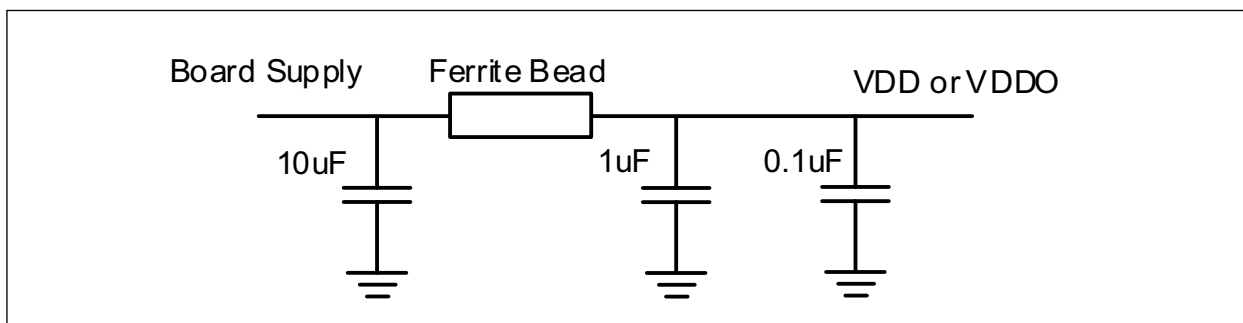 Board Supply
Ferrite Bead
VDD or VDDO
10uF
1uF
0.1uF